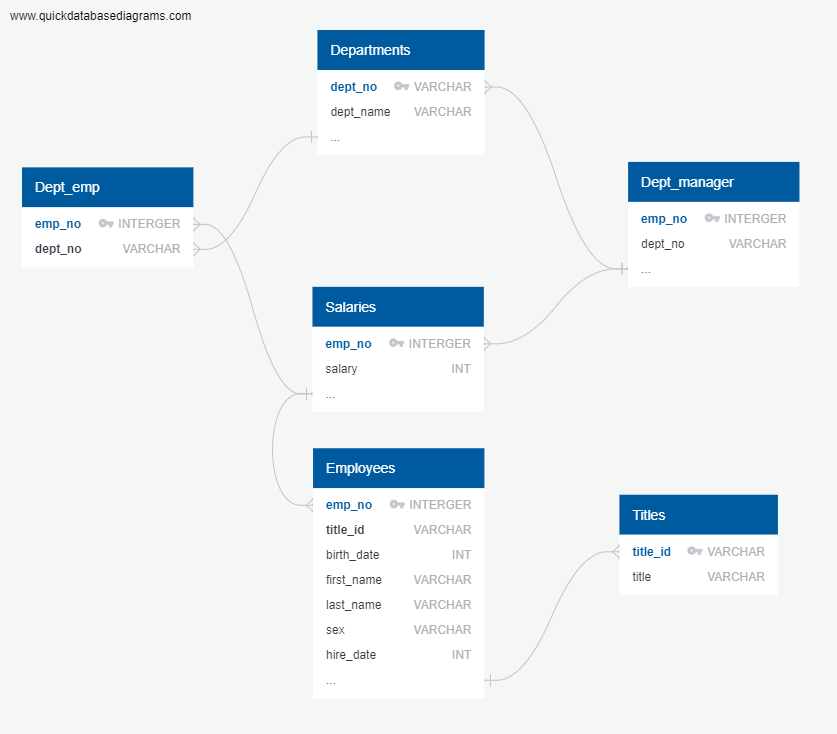 www.quickdatabasediagrams.com
Departments
dept_no VARCHAR
dept_name VARCHAR
...
Dept_emp
emp_no INTERGER
dept_no VARCHAR
Dept_manager
emp_no INTERGER
dept_no VARCHAR
...
Salaries
emp_no INTERGER
salary INT
...
Employees
emp_no INTERGER
title_id VARCHAR
birth_date INT
first_name VARCHAR
last_name VARCHAR
sex VARCHAR
hire_date INT
...
Titles
title_id VARCHAR
title VARCHAR